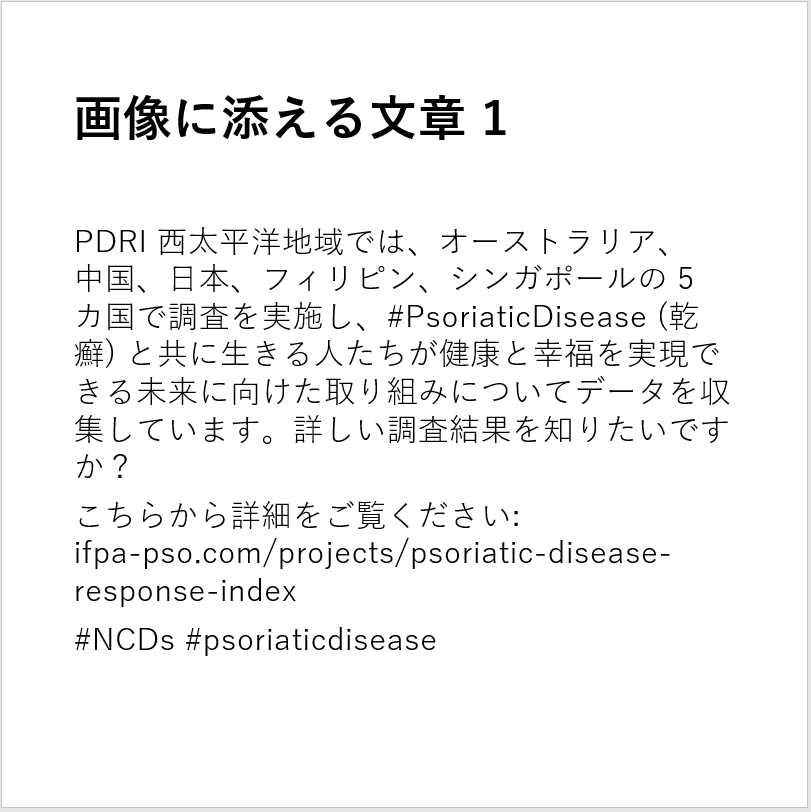 画像に添える文章 1
PDRI 西太平洋地域では、オーストラリア、
中国、日本、フィリピン、シンガポールの 5
カ国で調査を実施し、#PsoriaticDisease (乾
癬) と共に生きる人たちが健康と幸福を実現で
きる未来に向けた取り組みについてデータを収
集しています。詳しい調査結果を知りたいです
か？
こちらから詳細をご覧ください:
ifpa-pso.com/projects/psoriatic-disease-
response-index
#NCDs #psoriaticdisease